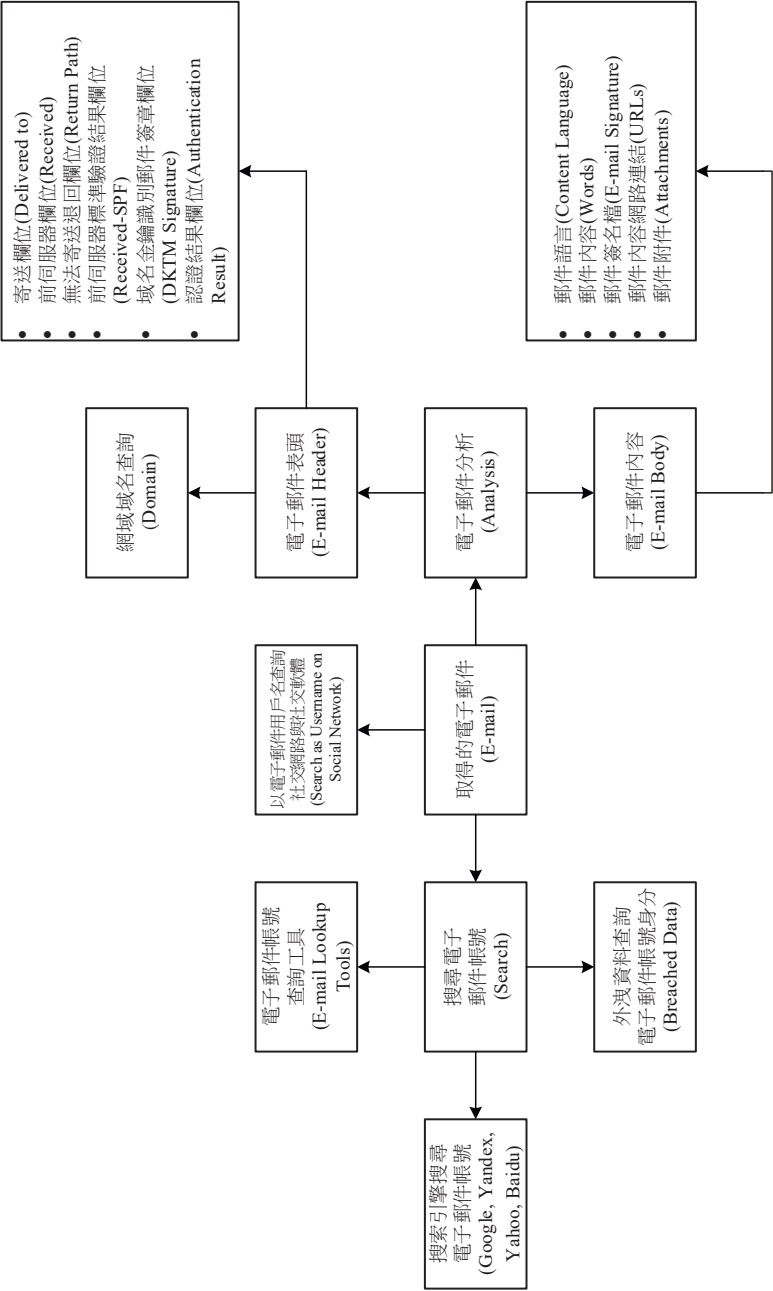 搜索引擎搜尋
電子郵件帳號
(Google, Yandex,
Yahoo, Baidu)
電子郵件帳號
查詢工具
(E-mail Lookup
Tools)
搜尋電子
郵件帳號
(Search)
外洩資料查詢
電子郵件帳號身分
(Breached Data)
以電子郵件用戶名查詢
社交網路與社交軟體
(Search as Username on
Social Network)
取得的電子郵件
(E-mail)
網域域名查詢
(Domain)
電子郵件表頭
(E-mail Header)
電子郵件分析
(Analysis)
電子郵件內容
(E-mail Body)
• 寄送欄位(Delivered to)
• 前伺服器欄位(Received)
• 無法寄送退回欄位(Return Path)
• 前伺服器標準驗證結果欄位
(Received-SPF)
• 域名金鑰識別郵件簽章欄位
(DKTM Signature)
• 認證結果欄位(Authentication
Result)
• 郵件語言(Content Language)
• 郵件內容(Words)
• 郵件簽名檔(E-mail Signature)
• 郵件內容網路連結(URLs)
• 郵件附件(Attachments)